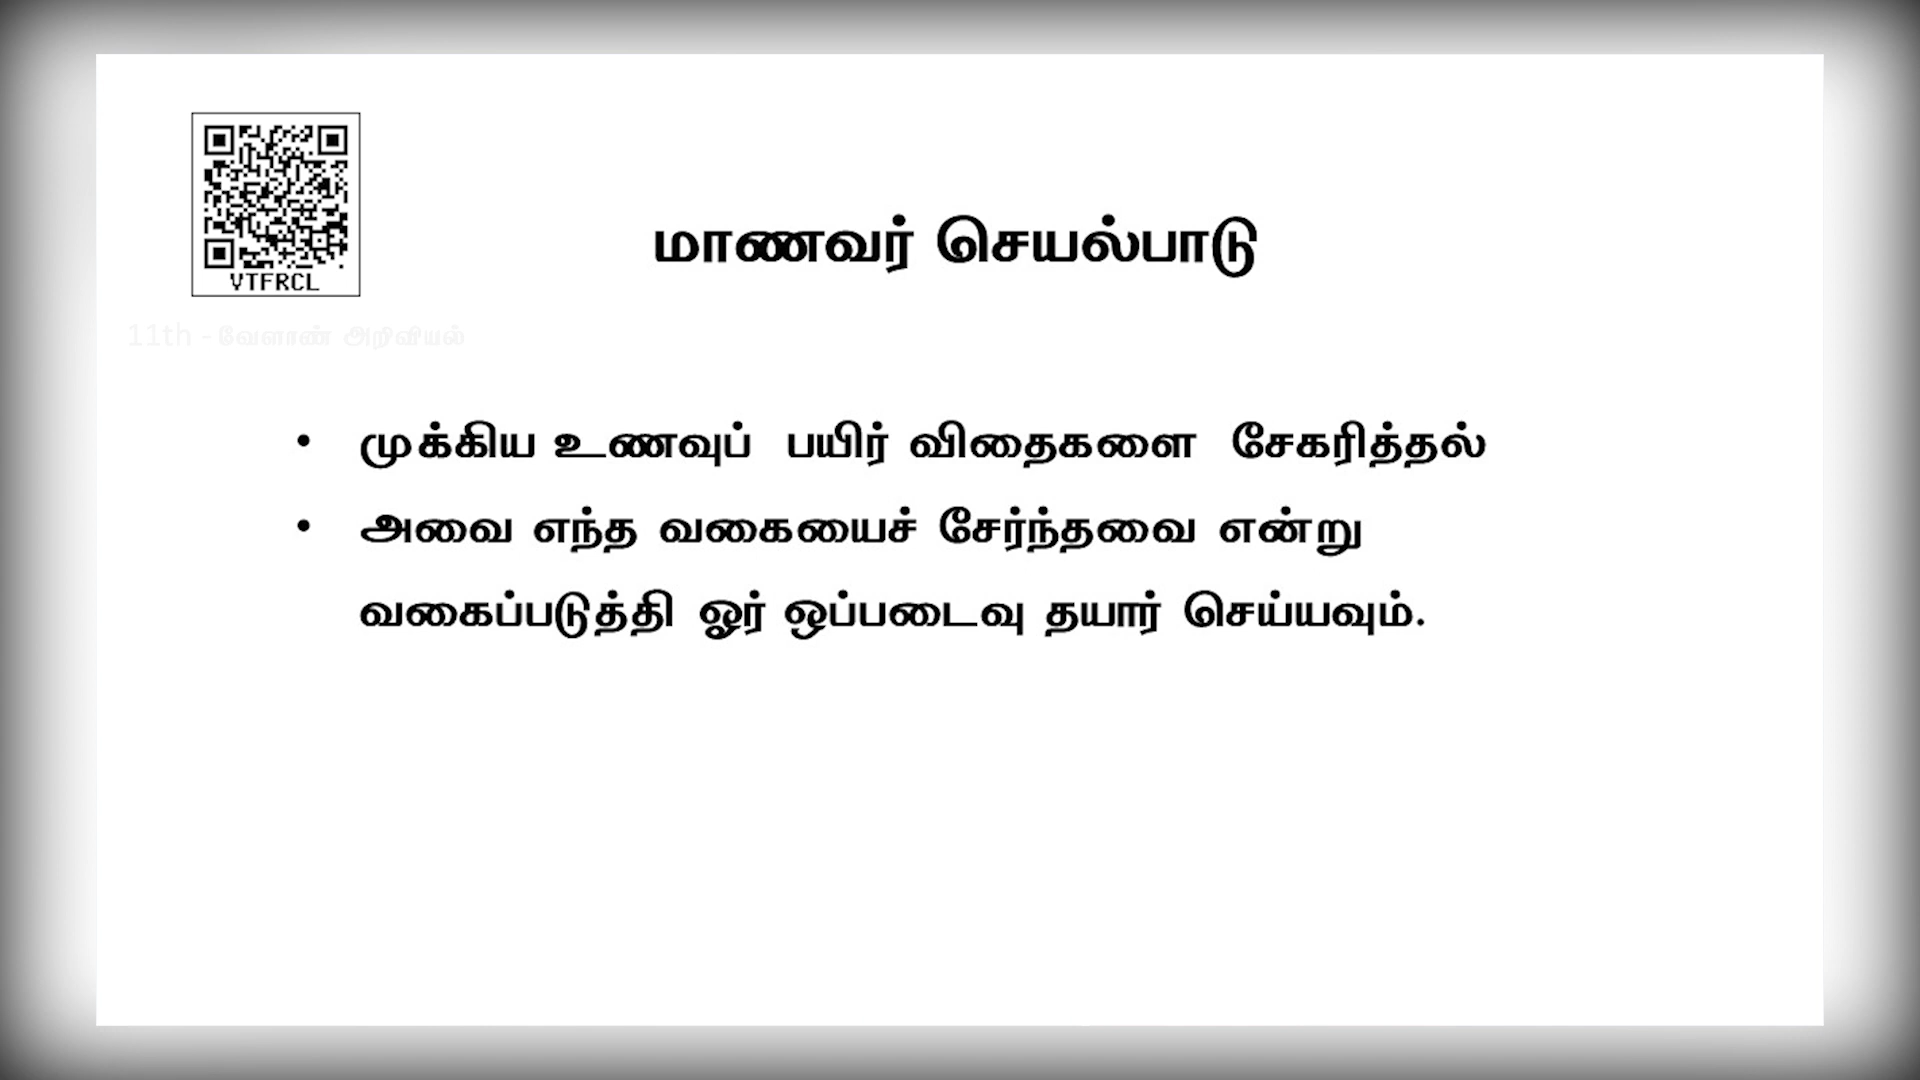 VTFRCL
மாணவர் செயல்பாடு
11th - வேளாண் அறிவியல்
• முக்கிய உணவுப் பயிர் விதைகளை சேகரித்தல்
• அவை எந்த வகையைச் சேர்ந்தவை என்று
வகைப்படுத்தி ஓர் ஒப்படைவு தயார் செய்யவும்.